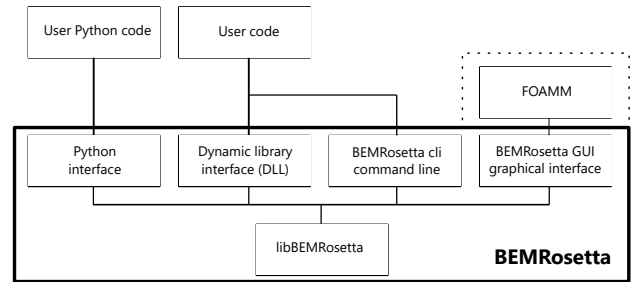 User Python code
User code
FOAMM
Python
interface
Dynamic library
interface (DLL)
BEMRosetta cli
command line
BEMRosetta GUI
graphical interface
libBEMRosetta
BEMRosetta